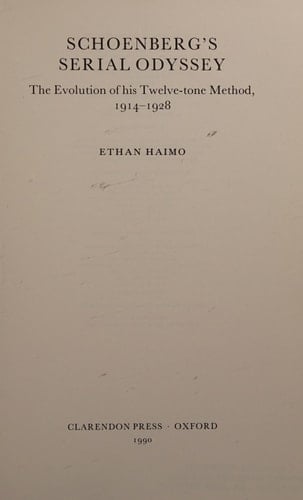 SCHOENBERG'S
SERIAL ODYSSEY
The Evolution of his Twelve-tone Method,
1914–1928
ETHAN HAIMO
CLARENDON PRESS · OXFORD
1990